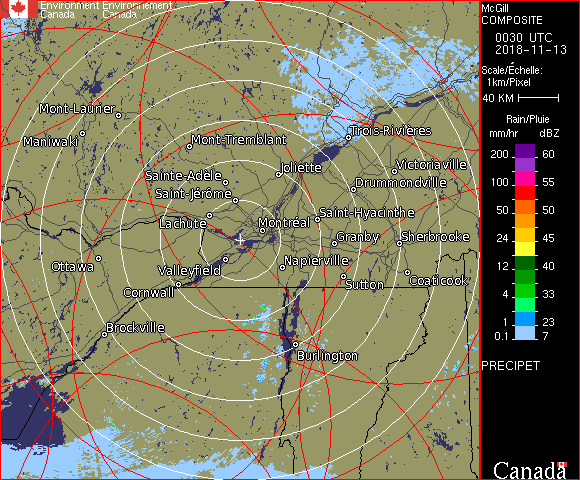 Environment Environnement
Canada Canada
McGill
COMPOSITE
0030 UTC
2018-11-13
Scale/Échelle:
1km/Pixel
40 KM
Rain/Pluie
mm/hr dBZ
200 60
100 55
50 50
24 45
12 40
4 33
2 28
1 23
0.1 7
PRECIPET
Canada
Mont-Laurier
Maniwaki
Mont-Tremblant
Trois-Rivières
Sainte-Adèle
Joliette
Victoriaville
Saint-Jérôme
Drummondville
Lachute
Montréal
Saint-Hyacinthe
Granby
Sherbrooke
Ottawa
Valleyfield
Napierville
Cornwall
Sutton
Coaticook
Brockville
Burlington